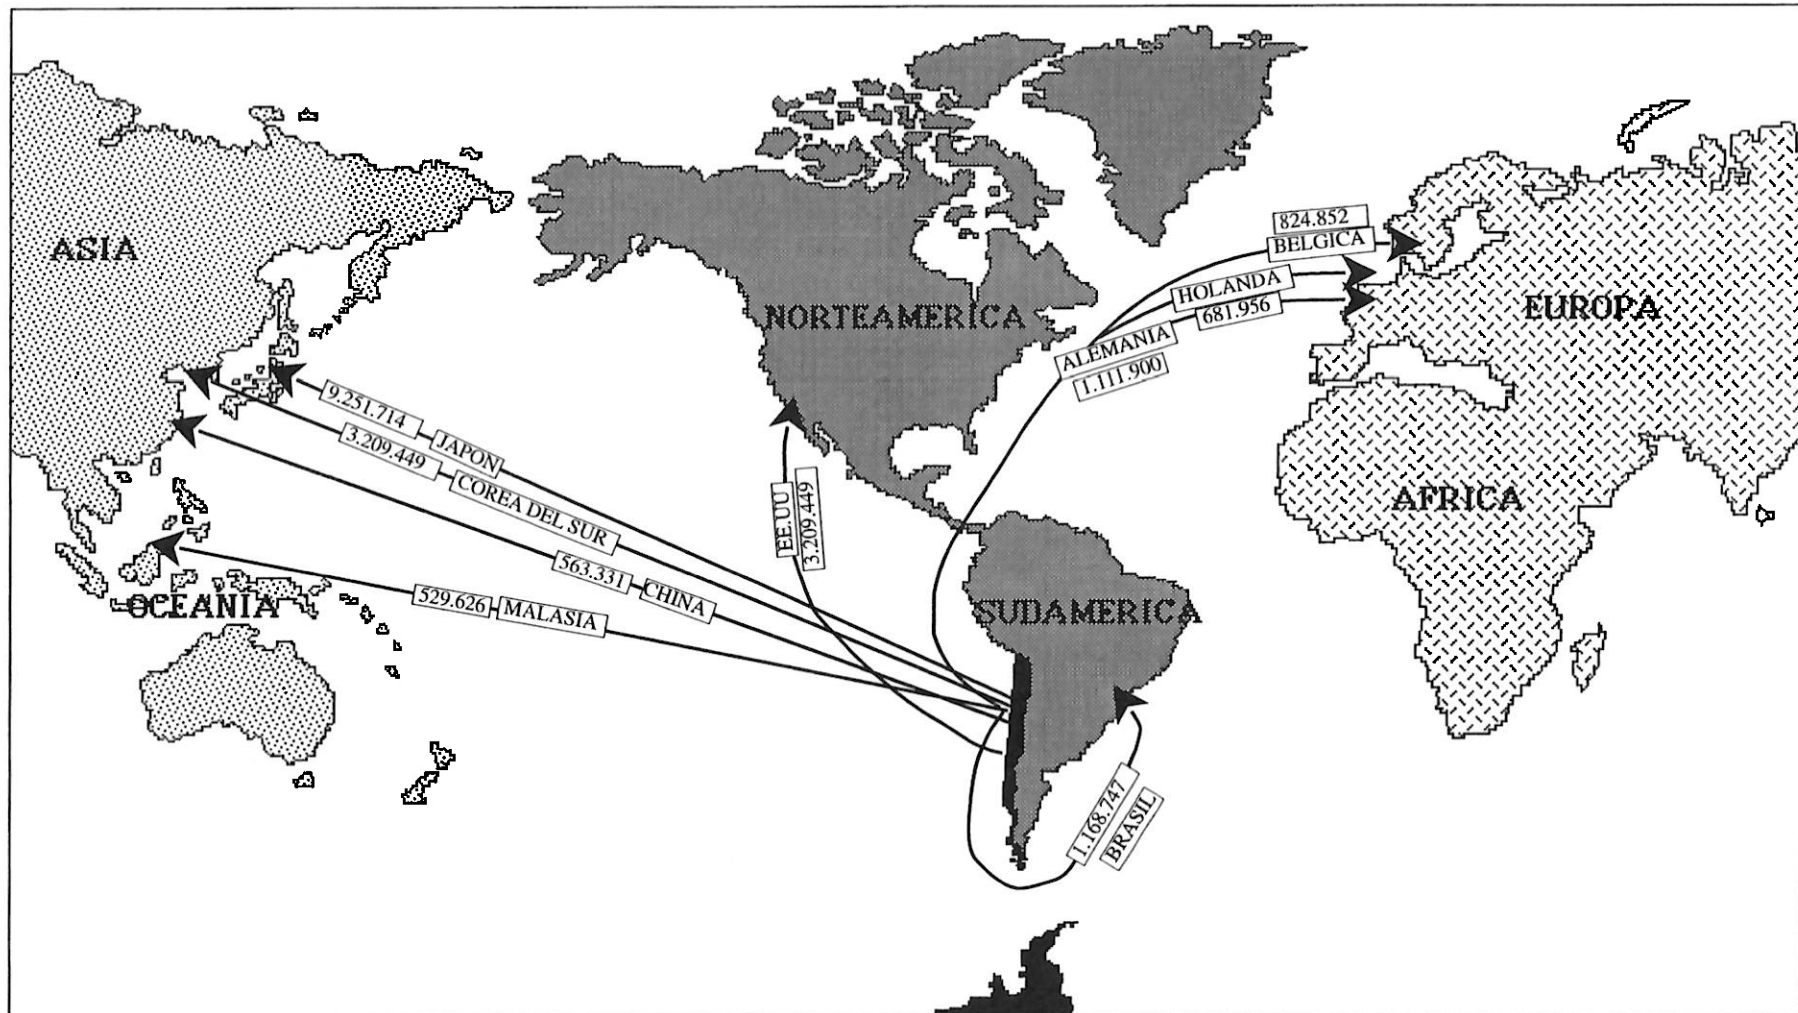 824.852
BELGICA
ASIA
HOLANDA
NORTEAMERICA
681.956
EUROPA
ALEMANIA
1.111.900
9.251.714
JAPON
3.209.449
COREA DEL SUR
EE.UU
3.209.449
AFRICA
563.331
CHINA
OCEANIA
529.626
MALASIA
SUDAMERICA
1.168.747
BRASIL